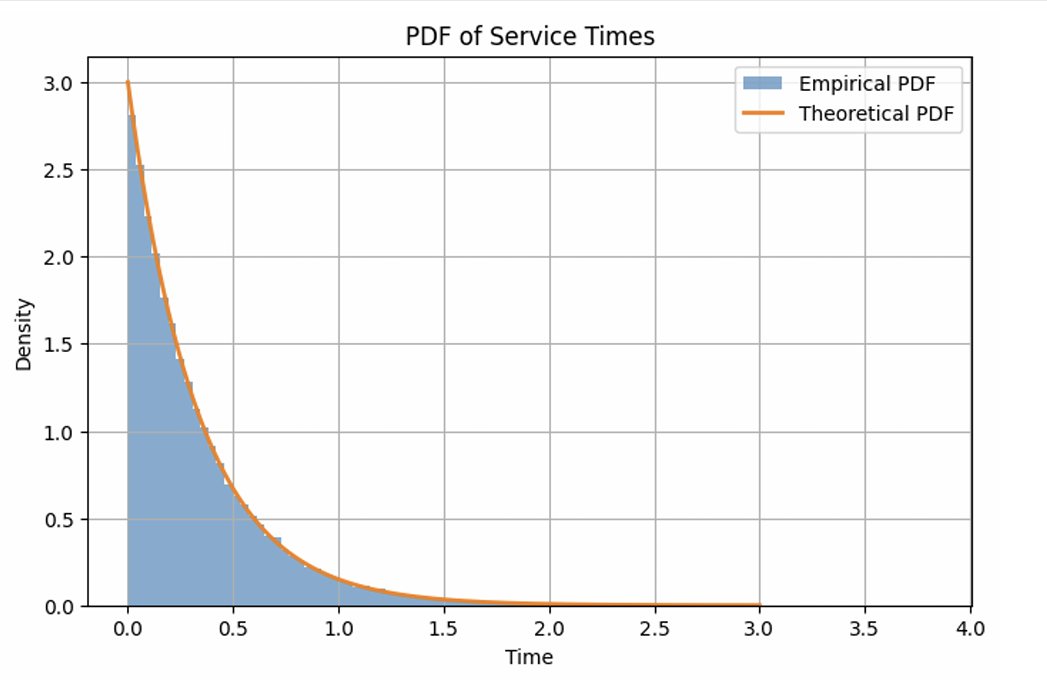 PDF of Service Times
Empirical PDF
Theoretical PDF
3.0
2.5
2.0
1.5
1.0
0.5
0.0
Density
0.0 0.5 1.0 1.5 2.0 2.5 3.0 3.5 4.0
Time